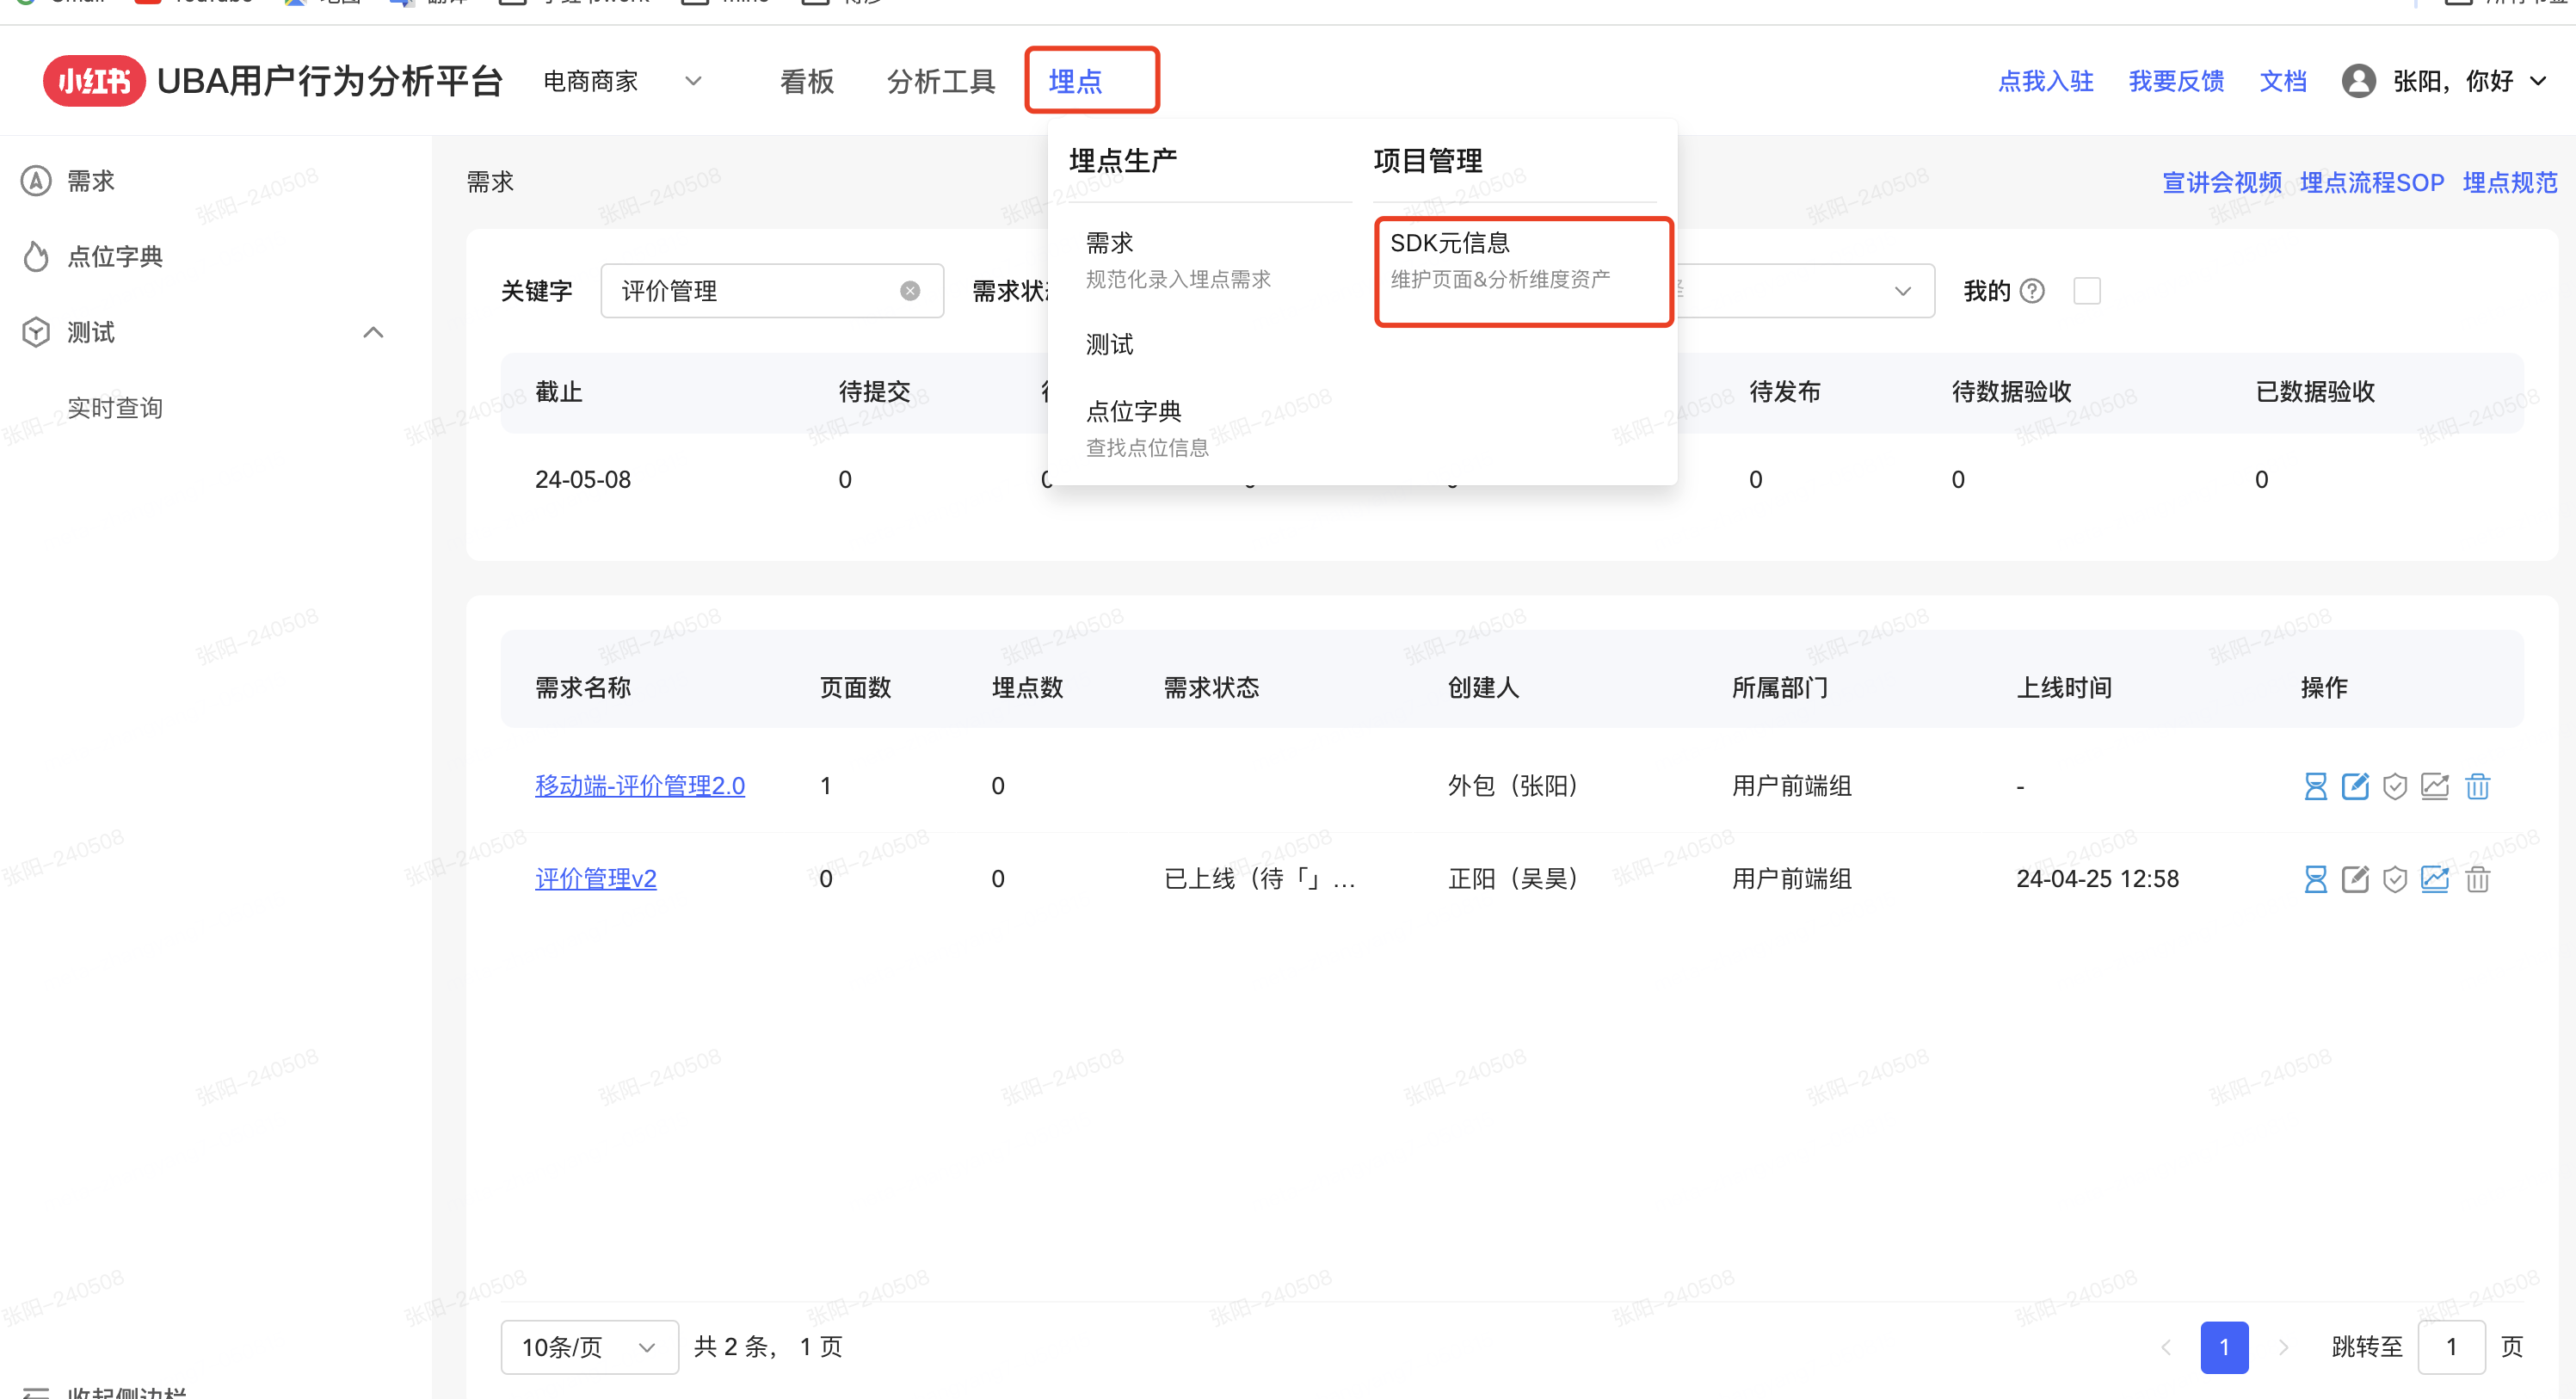 小红书 UBA用户行为分析平台 电商商家 看板 分析工具 埋点 点我入驻 我要反馈 文档 张阳，你好
需求
点位字典
测试
实时查询
需求
宣讲会视频 埋点流程SOP 埋点规范
埋点生产
需求
规范化录入埋点需求
测试
点位字典
查找点位信息
项目管理
SDK元信息
维护页面&分析维度资产
关键字 评价管理 需求状 我的
截止 待提交 待发布 待数据验收 已数据验收
24-05-08 0 0 0 0 0
需求名称 页面数 埋点数 需求状态 创建人 所属部门 上线时间 操作
移动端-评价管理2.0 1 0 外包（张阳） 用户前端组 -
评价管理v2 0 0 已上线（待「」... 正阳（吴昊） 用户前端组 24-04-25 12:58
10条/页 共 2 条， 1 页 1 跳转至 1 页
收起侧边栏
张阳-240508